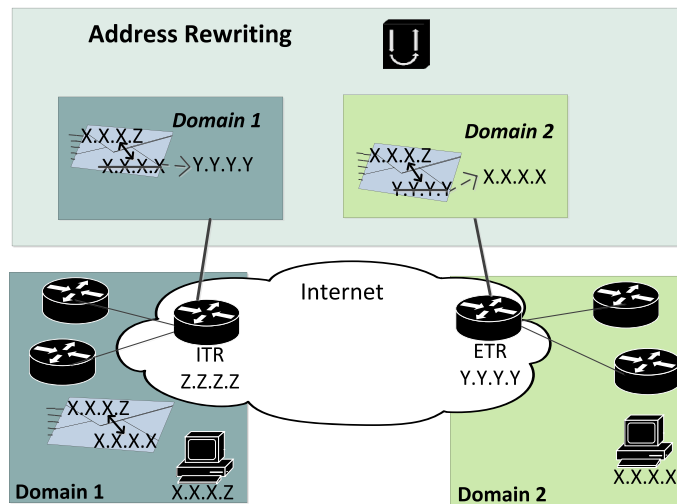 Address Rewriting
Domain 1
X.X.X.Z
X.X.X.X
Y.Y.Y.Y
Domain 2
X.X.X.Z
Y.Y.Y.Y
X.X.X.X
Internet
ITR
Z.Z.Z.Z
ETR
Y.Y.Y.Y
X.X.X.Z
X.X.X.X
Domain 1
X.X.X.Z
Domain 2
X.X.X.X